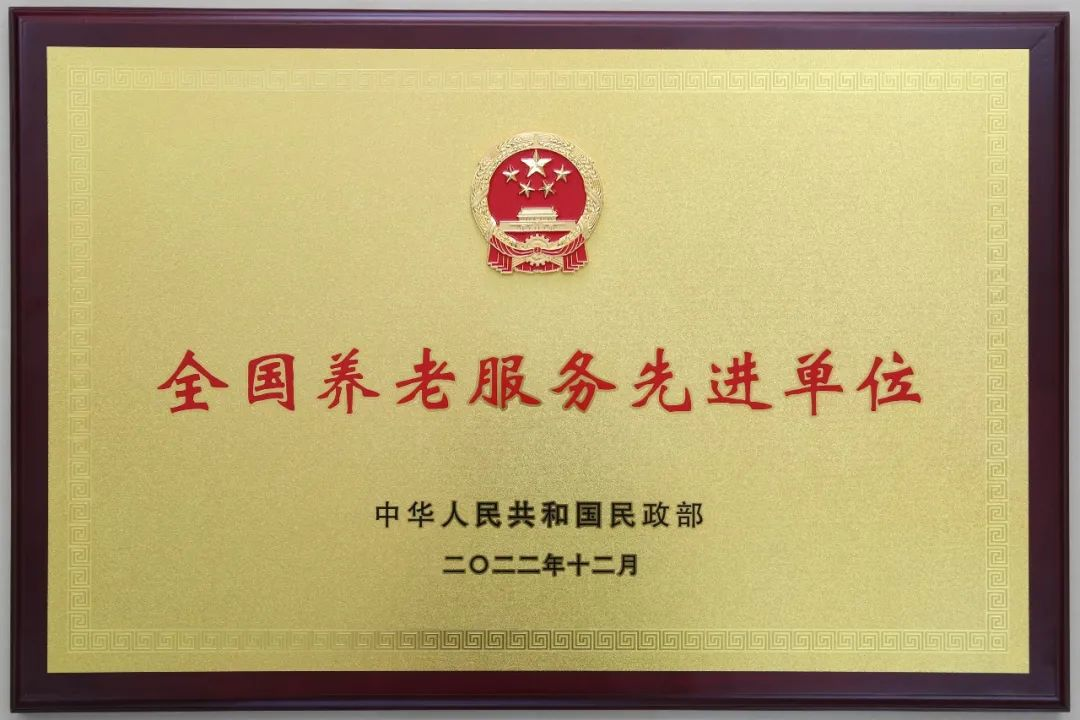 全国养老服务先进单位
中华人民共和国民政部
二〇二二年十二月